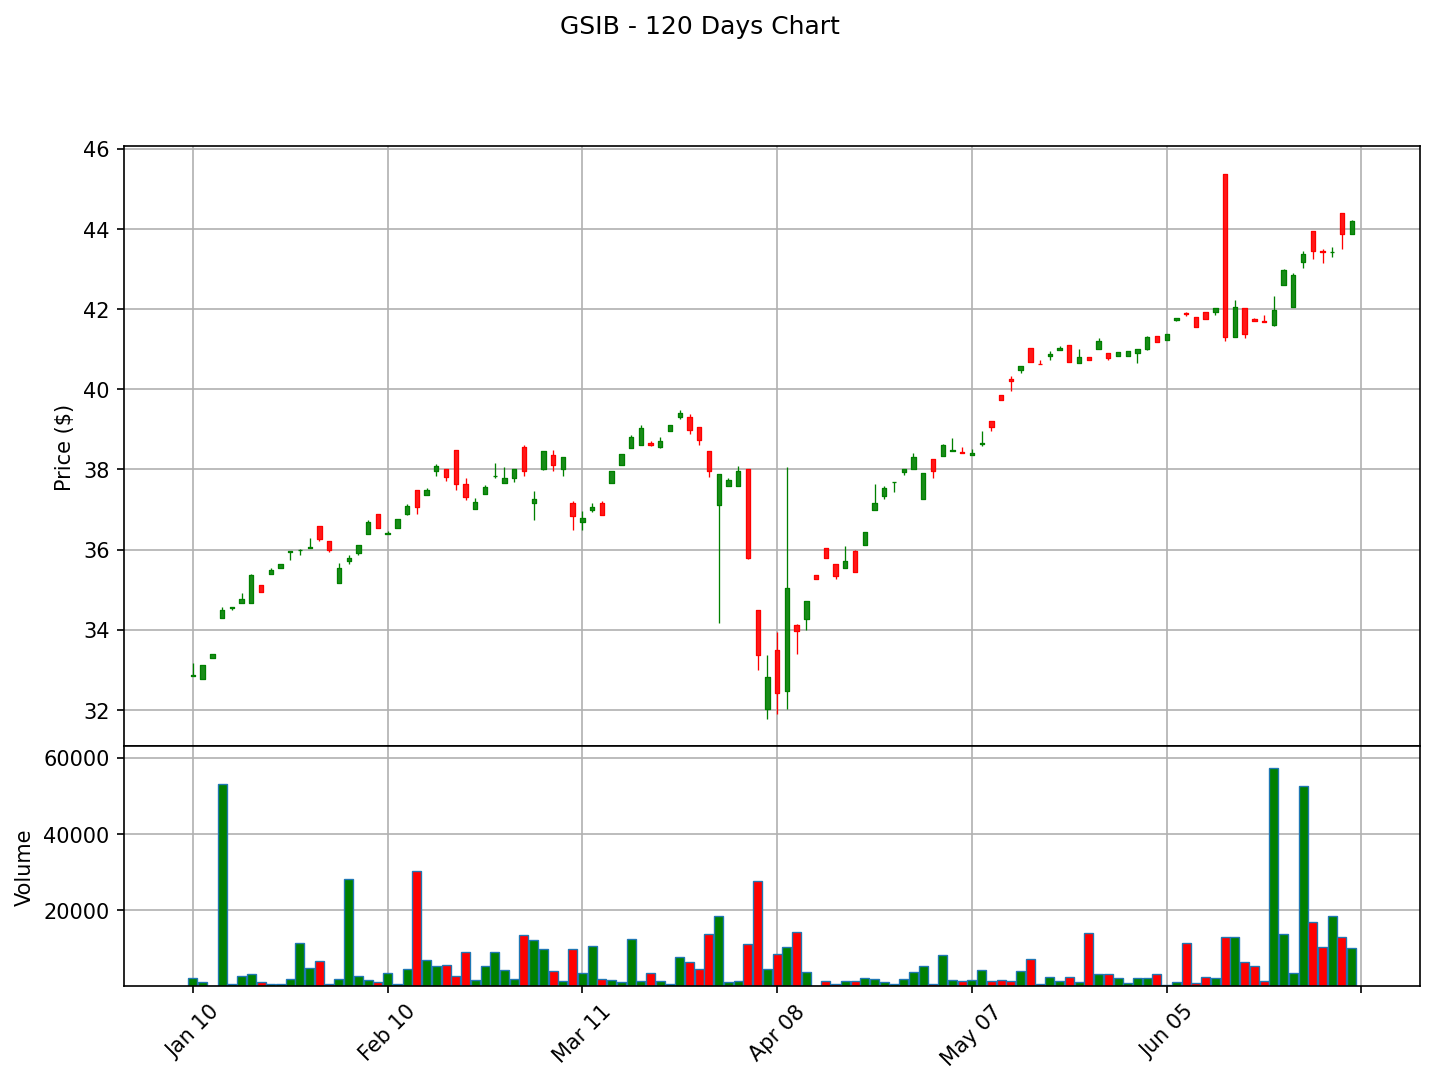 GSIB - 120 Days Chart
46
44
42
40
38
36
34
32
Price ($)
60000
40000
20000
Volume
Jan 10
Feb 10
Mar 11
Apr 08
May 07
Jun 05